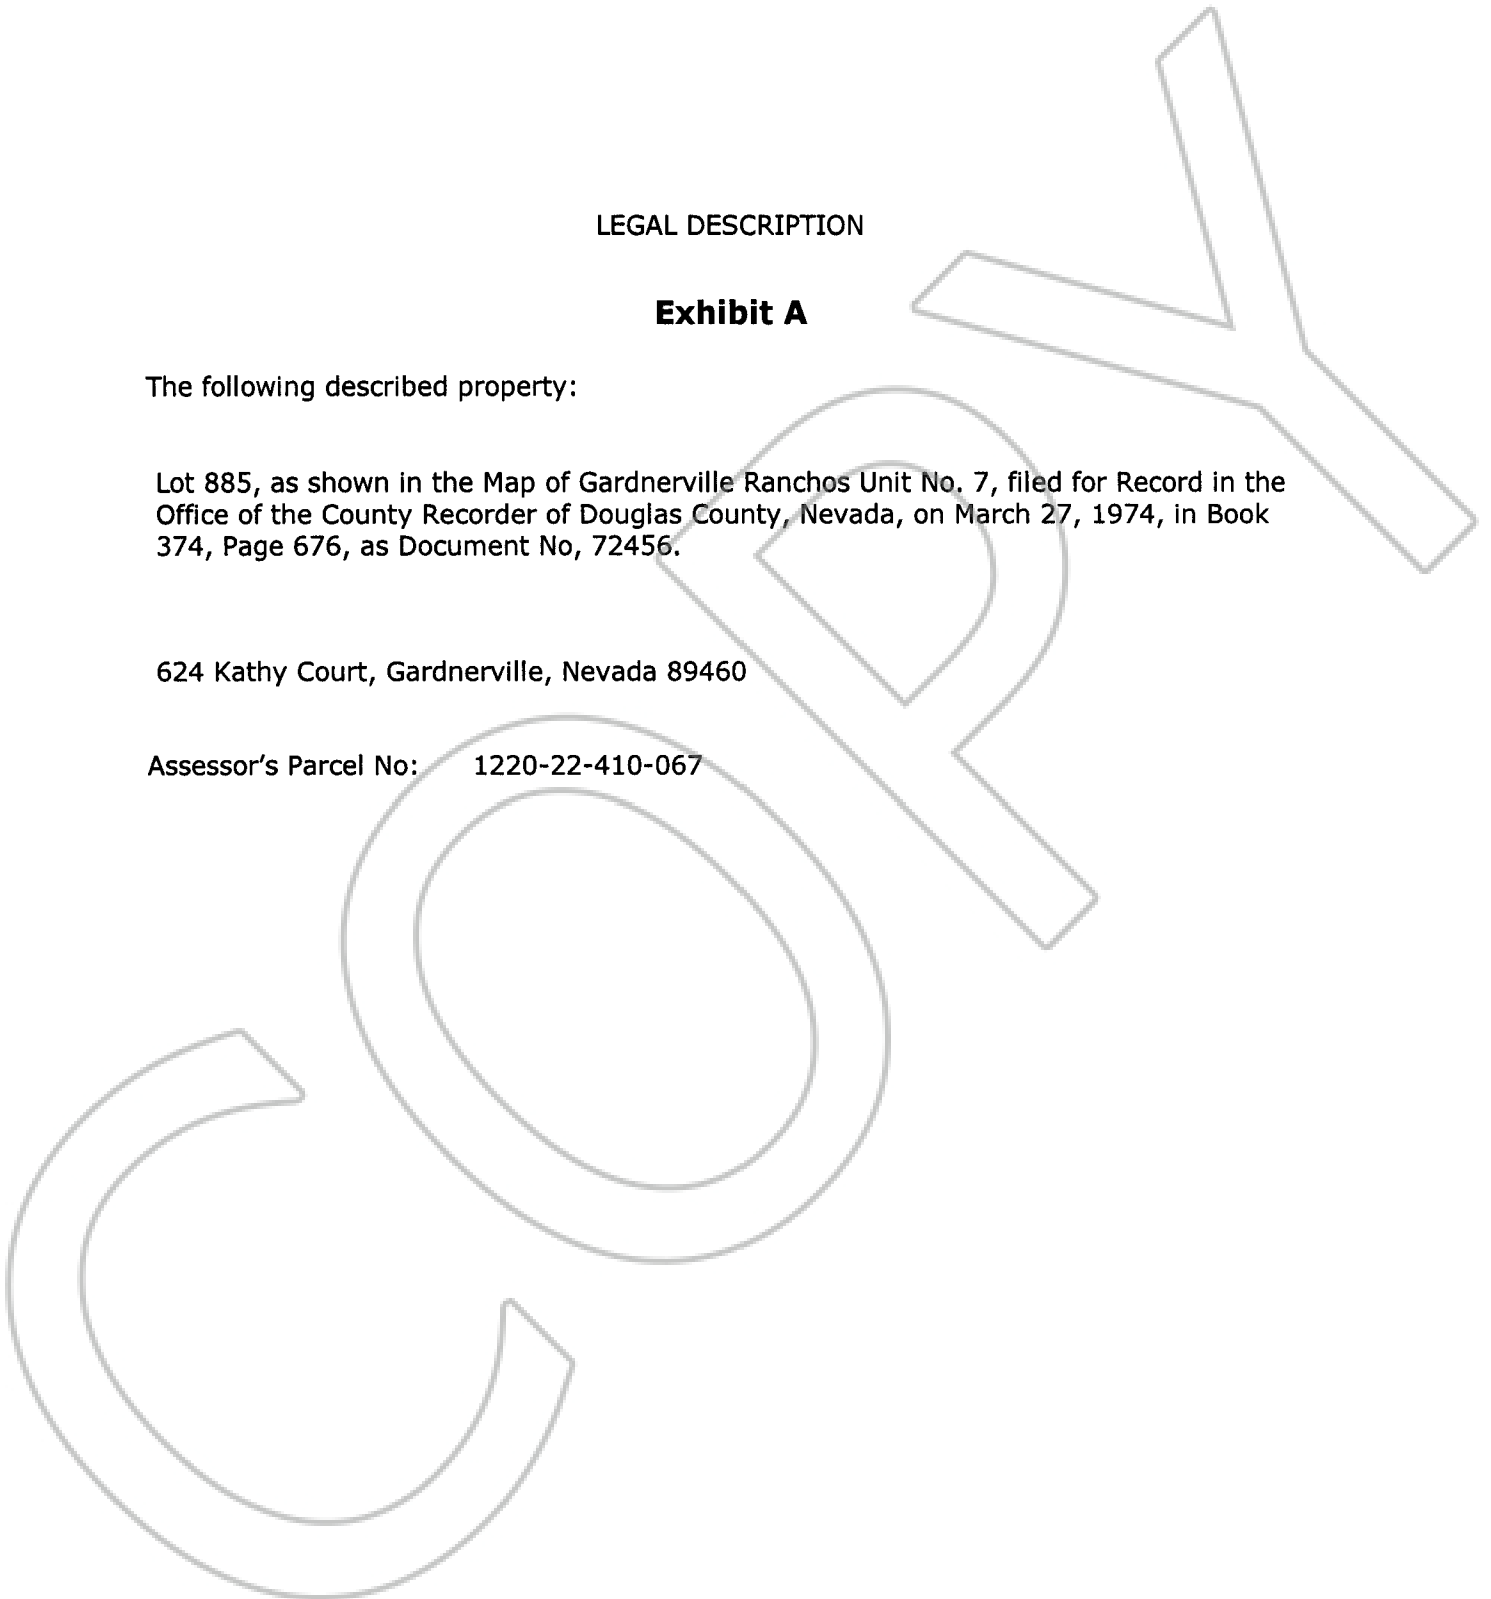 LEGAL DESCRIPTION
Exhibit A
The following described property:
Lot 885, as shown in the Map of Gardnerville Ranchos Unit No. 7, filed for Record in the
Office of the County Recorder of Douglas County, Nevada, on March 27, 1974, in Book
374, Page 676, as Document No, 72456.
624 Kathy Court, Gardnerville, Nevada 89460
Assessor's Parcel No: 1220-22-410-067
COPY